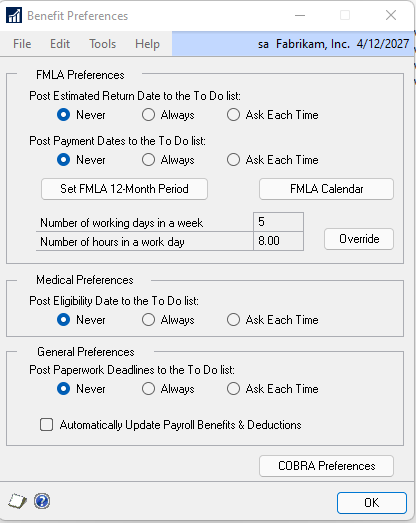 Benefit Preferences
File Edit Tools Help sa Fabrikam, Inc. 4/12/2027
FMLA Preferences
Post Estimated Return Date to the To Do list:
Never Always Ask Each Time
Post Payment Dates to the To Do list:
Never Always Ask Each Time
Set FMLA 12-Month Period FMLA Calendar
Number of working days in a week 5
Number of hours in a work day 8.00
Override
Medical Preferences
Post Eligibility Date to the To Do list:
Never Always Ask Each Time
General Preferences
Post Paperwork Deadlines to the To Do list:
Never Always Ask Each Time
Automatically Update Payroll Benefits & Deductions
COBRA Preferences
OK